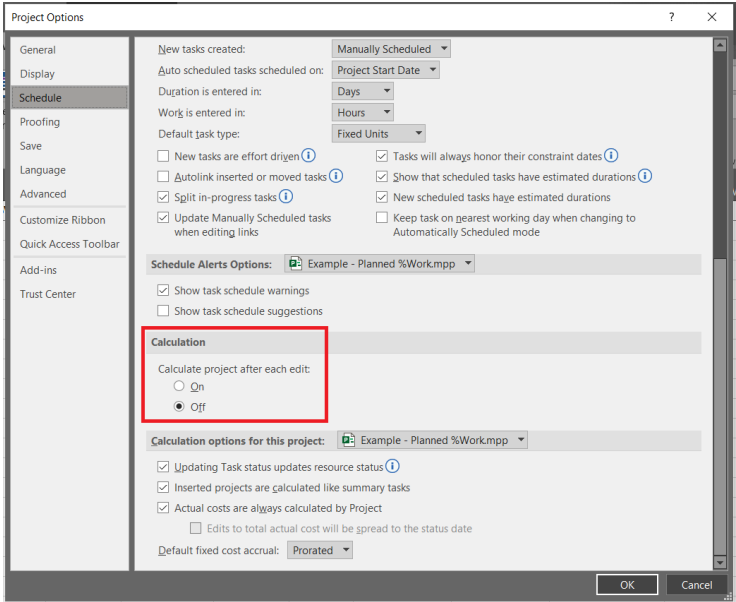 Project Options
?
General
Display
Schedule
Proofing
Save
Language
Advanced
Customize Ribbon
Quick Access Toolbar
Add-ins
Trust Center
New tasks created: Manually Scheduled
Auto scheduled tasks scheduled on: Project Start Date
Duration is entered in: Days
Work is entered in: Hours
Default task type: Fixed Units
New tasks are effort driven
Autolink inserted or moved tasks
Split in-progress tasks
Update Manually Scheduled tasks
when editing links
Tasks will always honor their constraint dates
Show that scheduled tasks have estimated durations
New scheduled tasks have estimated durations
Keep task on nearest working day when changing to
Automatically Scheduled mode
Schedule Alerts Options: Example - Planned %Work.mpp
Show task schedule warnings
Show task schedule suggestions
Calculation
Calculate project after each edit:
On
Off
Calculation options for this project: Example - Planned %Work.mpp
Updating Task status updates resource status
Inserted projects are calculated like summary tasks
Actual costs are always calculated by Project
Edits to total actual cost will be spread to the status date
Default fixed cost accrual: Prorated
OK Cancel